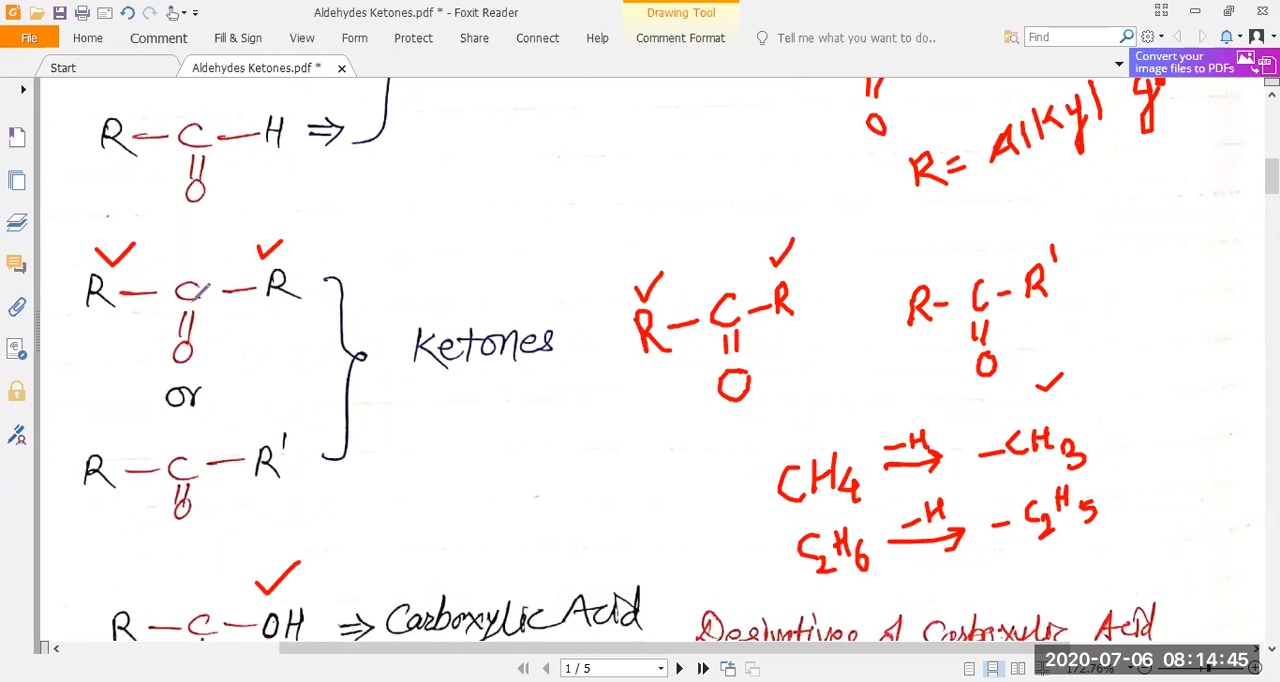 Aldehydes Ketones.pdf * - Foxit Reader
Drawing Tool
File Home Comment Fill & Sign View Form Protect Share Connect Help Comment Format Tell me what you want to do.. Find
Start Aldehydes Ketones.pdf *
Convert your
image files to PDFs
R — C — H ⇒
||
O
||
O
R = Alkyl g
R — C — R
||
O
or
R — C — R'
||
O
Ketones
R — C — R
||
O
R — C — R'
||
O
CH4 —H→ —CH3
C2H6 —H→ —C2H5
R — C — OH ⇒ Carboxylic Acid
Derivatives of Carboxylic Acid
1 / 5
2020-07-06 08:14:45
172.76%